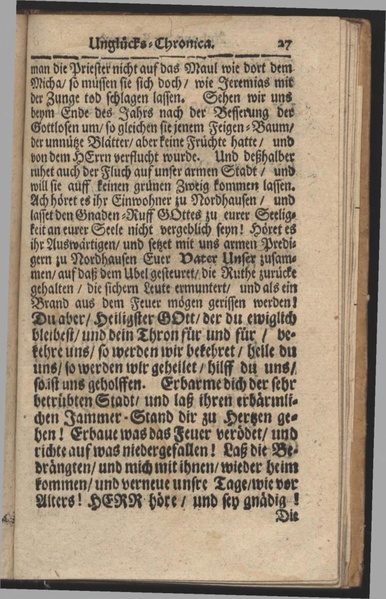 Unglücks-Chronica. 27
man die Priester nicht auf das Maul wie dort dem
Micha/ so müssen sie sich doch/ wie Jeremias mit
der Zunge tod schlagen lassen. Sehen wir uns
beym Ende des Jahrs nach der Besserung der
Gottlosen um/ so gleichen sie jenem Feigen-Baum/
der unnütze Blätter/ aber keine Früchte hatte/ und
von dem HErrn verflucht wurde. Und deßhalber
ruhet auch der Fluch auf unser armen Stadt/ und
will sie auff keinen grünen Zweig kommen lassen.
Ach höret es ihr Einwohner zu Nordhausen/ und
lasset den Gnaden-Ruff GOttes zu eurer Seelig-
keit an eurer Seele nicht vergeblich seyn! Höret es
ihr Auswärtigen/ und setzet mit uns armen Predi-
gern zu Nordhausen Euer Vater Unser zusam-
men/ auf daß dem Ubel gesteuret/ die Ruthe zurücke
gehalten/ die sichern Leute ermuntert/ und als ein
Brand aus dem Feuer mögen gerissen werden!
Du aber/ Heiligster GOtt/ der du ewiglich
bleibest/ und dein Thron für und für/ be-
kehre uns/ so werden wir bekehret/ heile du
uns/ so werden wir geheilet/ hilff du uns/
so ist uns geholffen. Erbarme dich der sehr
betrübten Stadt/ und laß ihren erbärmli-
chen Jammer-Stand dir zu Hertzen ge-
hen! Erbaue was das Feuer verödet/ und
richte auf was niedergefallen! Laß die Be-
drängten/ und mich mit ihnen/ wieder heim
kommen/ und verneue unsre Tage/ wie vor
Alters! HERR höre/ und sey gnädig!
Die